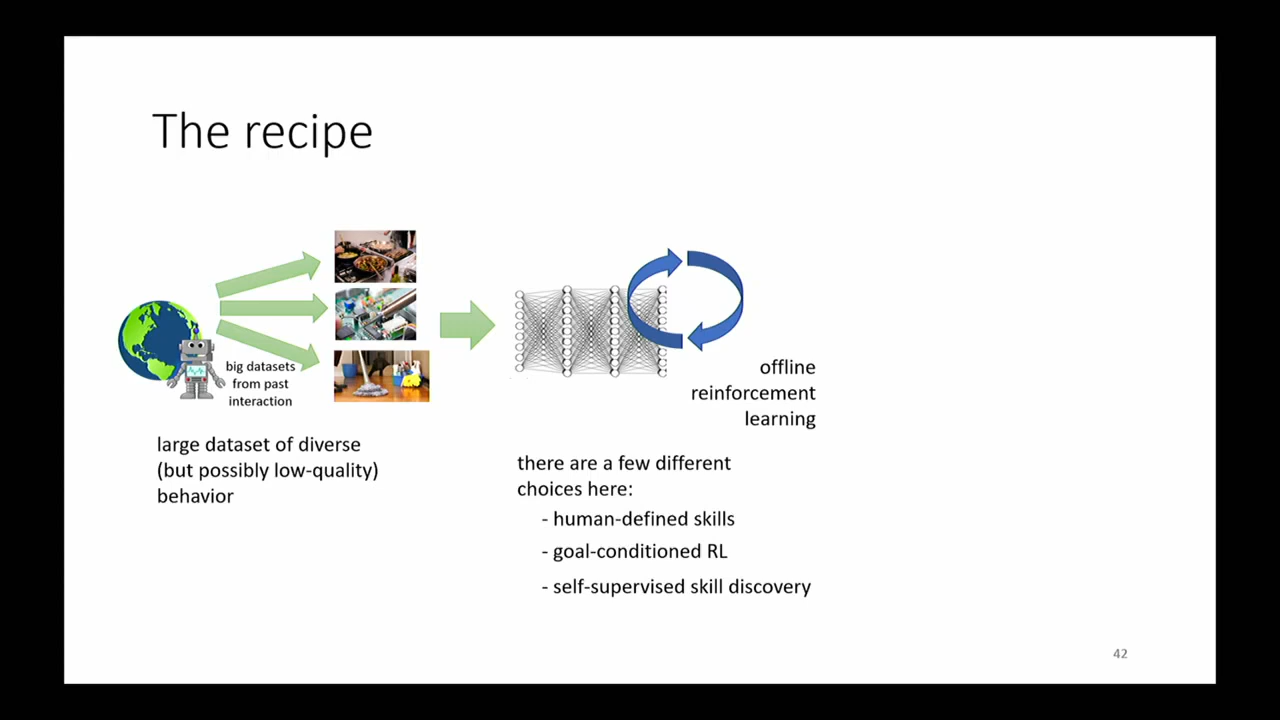 The recipe
big datasets
from past
interaction
large dataset of diverse
(but possibly low-quality)
behavior
offline
reinforcement
learning
there are a few different
choices here:
- human-defined skills
- goal-conditioned RL
- self-supervised skill discovery
42